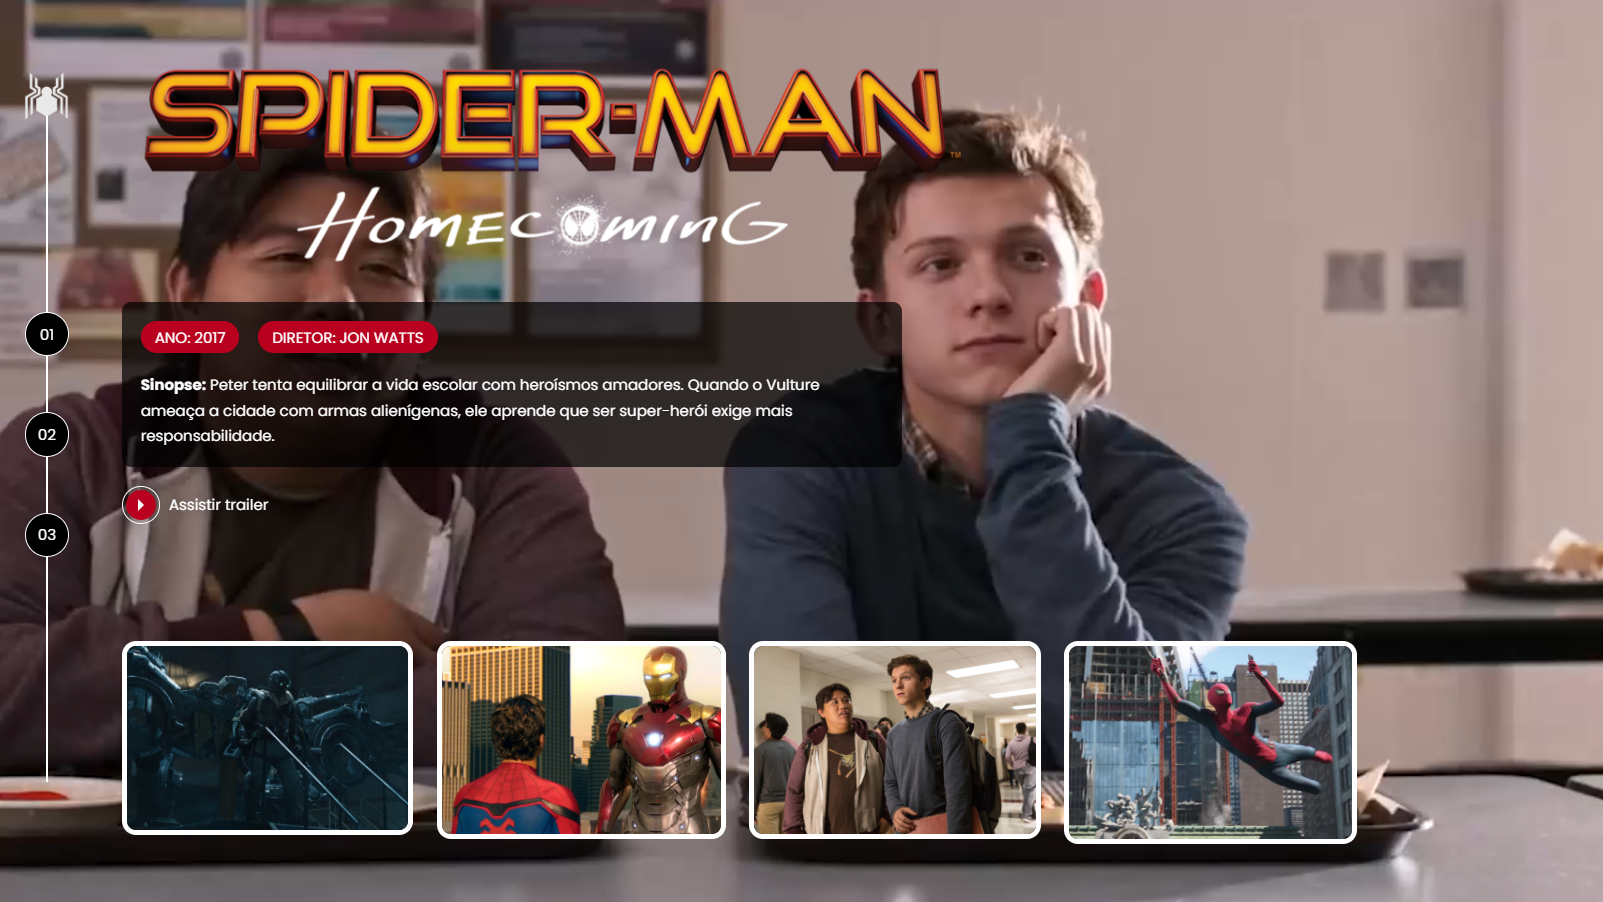 SPIDER-MAN™
HOMECOMING
01
ANO: 2017
DIRETOR: JON WATTS
Sinopse: Peter tenta equilibrar a vida escolar com heroísmos amadores. Quando o Vulture
ameaça a cidade com armas alienígenas, ele aprende que ser super-herói exige mais
responsabilidade.
02
Assistir trailer
03